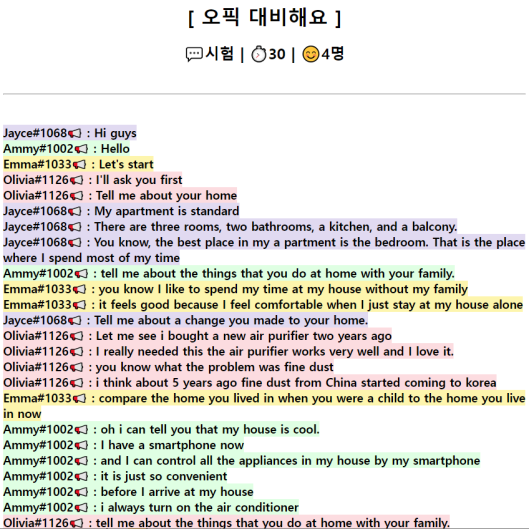 [ 오픽 대비해요 ]
💬시험 | ⏱30 | 😊4명
Jayce#1068📢 : Hi guys
Ammy#1002📢 : Hello
Emma#1033📢 : Let's start
Olivia#1126📢 : I'll ask you first
Olivia#1126📢 : Tell me about your home
Jayce#1068📢 : My apartment is standard
Jayce#1068📢 : There are three rooms, two bathrooms, a kitchen, and a balcony.
Jayce#1068📢 : You know, the best place in my a partment is the bedroom. That is the place
where I spend most of my time
Ammy#1002📢 : tell me about the things that you do at home with your family.
Emma#1033📢 : you know I like to spend my time at my house without my family
Emma#1033📢 : it feels good because I feel comfortable when I just stay at my house alone
Jayce#1068📢 : Tell me about a change you made to your home.
Olivia#1126📢 : Let me see i bought a new air purifier two years ago
Olivia#1126📢 : I really needed this the air purifier works very well and I love it.
Olivia#1126📢 : you know what the problem was fine dust
Olivia#1126📢 : i think about 5 years ago fine dust from China started coming to korea
Emma#1033📢 : compare the home you lived in when you were a child to the home you live
in now
Ammy#1002📢 : oh i can tell you that my house is cool.
Ammy#1002📢 : I have a smartphone now
Ammy#1002📢 : and I can control all the appliances in my house by my smartphone
Ammy#1002📢 : it is just so convenient
Ammy#1002📢 : before I arrive at my house
Ammy#1002📢 : i always turn on the air conditioner
Olivia#1126📢 : tell me about the things that you do at home with your family.